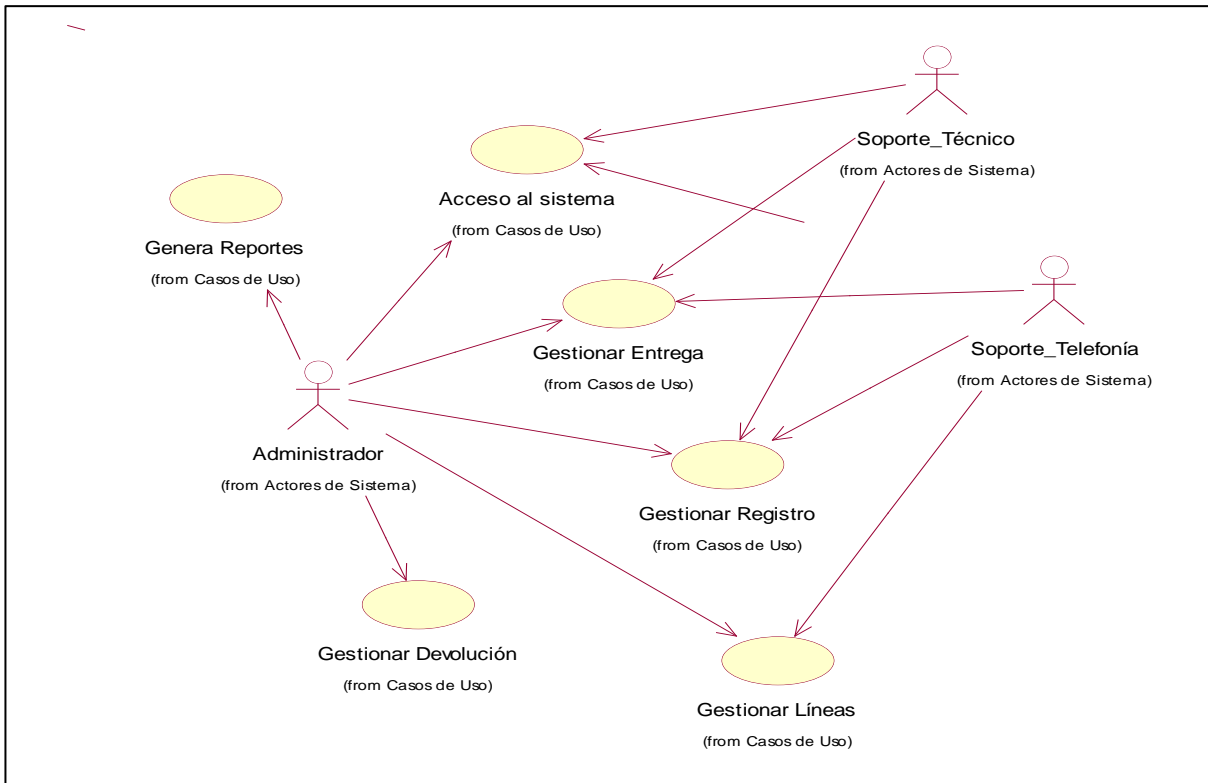 Soporte_Técnico
(from Actores de Sistema)
Acceso al sistema
(from Casos de Uso)
Genera Reportes
(from Casos de Uso)
Gestionar Entrega
(from Casos de Uso)
Soporte_Telefonía
(from Actores de Sistema)
Administrador
(from Actores de Sistema)
Gestionar Registro
(from Casos de Uso)
Gestionar Devolución
(from Casos de Uso)
Gestionar Líneas
(from Casos de Uso)